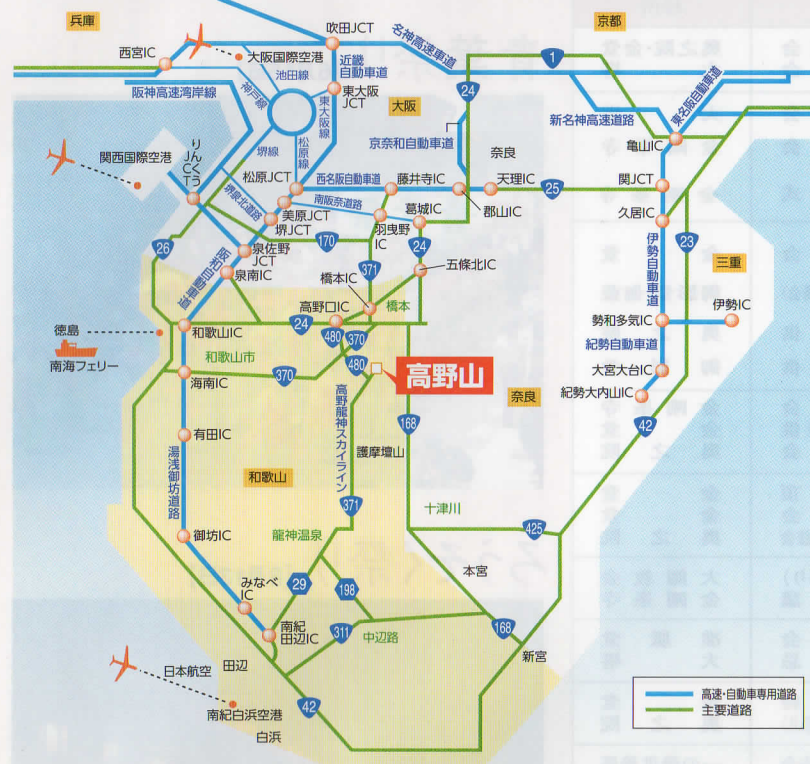 兵庫
京都
吹田JCT
西宮IC
大阪国際空港
近畿
自動車道
名神高速車道
1
池田線
24
阪神高速湾岸線
神戸線
東大阪
JCT
大阪
東大阪線
新名神高速道路
東名阪自動車道
京奈和自動車道
亀山IC
堺線
松原線
奈良
関西国際空港
りんくう
JCT
松原JCT
西名阪自動車道
藤井寺IC
天理IC
25
関JCT
堺泉北道路
南阪奈道路
美原JCT
葛城IC
郡山IC
堺JCT
羽曳野
IC
久居IC
26
170
24
23
泉佐野
JCT
阪和自動車道
371
五條北IC
伊勢自動車道
三重
泉南IC
橋本IC
橋本
高野口IC
伊勢IC
徳島
和歌山IC
24
480
370
勢和多気IC
南海フェリー
和歌山市
紀勢自動車道
480
高野山
海南IC
370
大宮大台IC
高野龍神スカイライン
奈良
紀勢大内山IC
168
42
有田IC
護摩壇山
湯浅御坊道路
和歌山
371
十津川
龍神温泉
425
御坊IC
本宮
みなべ
IC
29
198
南紀
田辺IC
311
中辺路
168
新宮
日本航空
田辺
南紀白浜空港
42
白浜
高速・自動車専用道路
主要道路